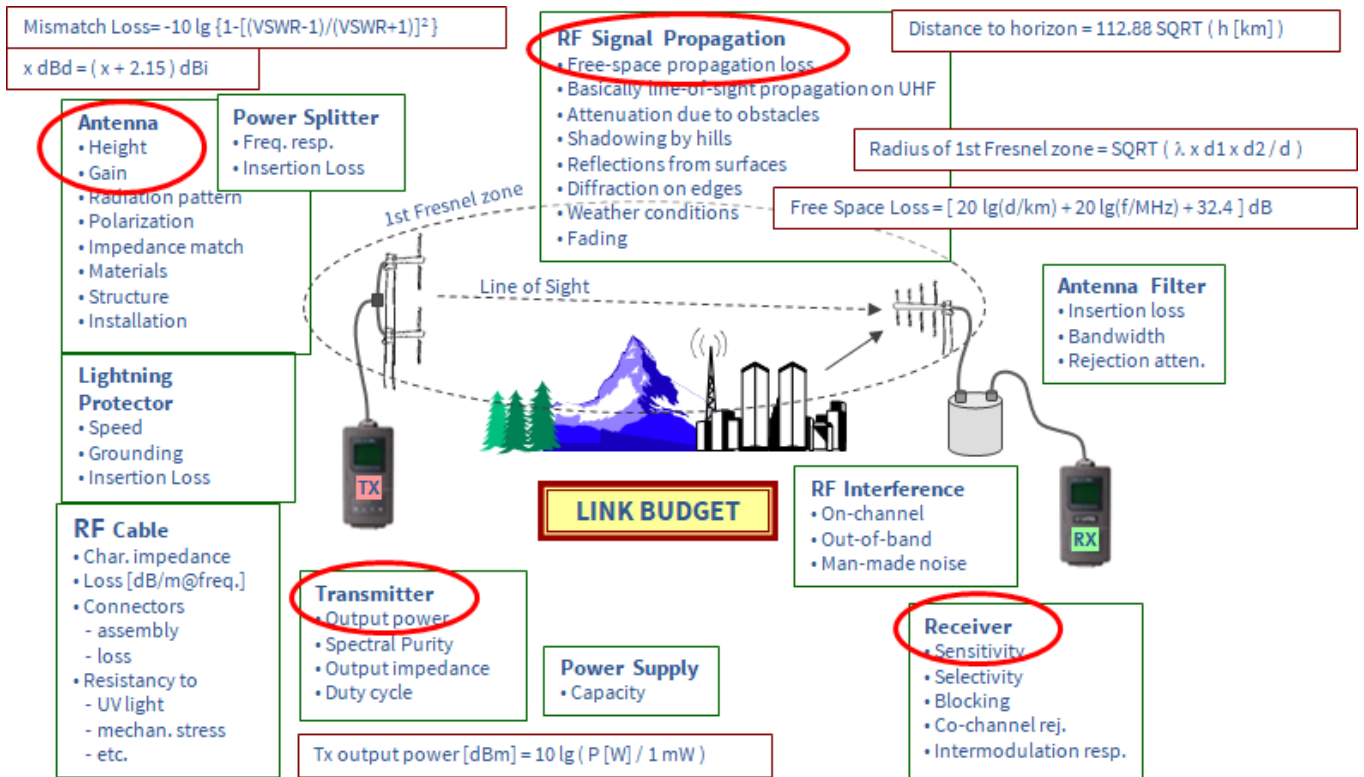 Mismatch Loss= -10 lg {1-[(VSWR-1)/(VSWR+1)]² }
x dBd = ( x + 2.15 ) dBi
Antenna
• Height
• Gain
• Radiation pattern
• Polarization
• Impedance match
• Materials
• Structure
• Installation
Power Splitter
• Freq. resp.
• Insertion Loss
RF Signal Propagation
• Free-space propagation loss
• Basically line-of-sight propagation on UHF
• Attenuation due to obstacles
• Shadowing by hills
• Reflections from surfaces
• Diffraction on edges
• Weather conditions
• Fading
Distance to horizon = 112.88 SQRT ( h [km] )
Radius of 1st Fresnel zone = SQRT ( λ x d1 x d2 / d )
Free Space Loss = [ 20 lg(d/km) + 20 lg(f/MHz) + 32.4 ] dB
1st Fresnel zone
Line of Sight
Antenna Filter
• Insertion loss
• Bandwidth
• Rejection atten.
Lightning
Protector
• Speed
• Grounding
• Insertion Loss
TX
LINK BUDGET
RF Interference
• On-channel
• Out-of-band
• Man-made noise
RX
RF Cable
• Char. impedance
• Loss [dB/m@freq.]
• Connectors
- assembly
- loss
• Resistancy to
- UV light
- mechan. stress
- etc.
Transmitter
• Output power
• Spectral Purity
• Output impedance
• Duty cycle
Power Supply
• Capacity
Receiver
• Sensitivity
• Selectivity
• Blocking
• Co-channel rej.
• Intermodulation resp.
Tx output power [dBm] = 10 lg ( P [W] / 1 mW )